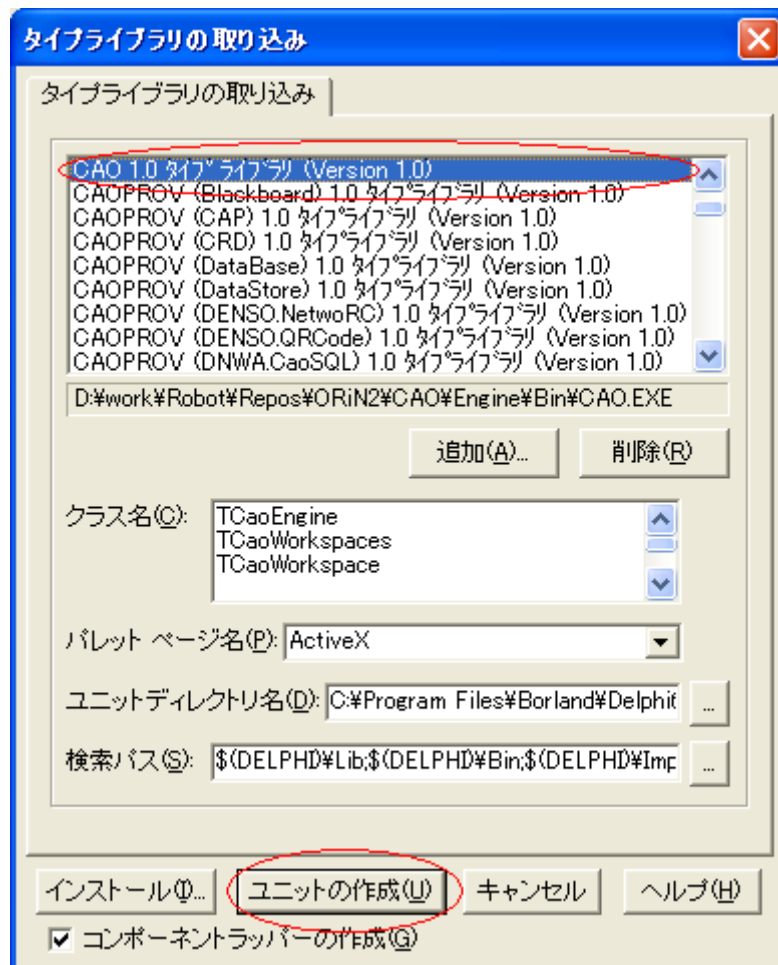 タイプライブラリの取り込み
タイプライブラリの取り込み
CAO 1.0 ﾀｲﾌﾟ ﾗｲﾌﾞﾗﾘ (Version 1.0)
CAOPROV (Blackboard) 1.0 ﾀｲﾌﾟﾗｲﾌﾞﾗﾘ (Version 1.0)
CAOPROV (CAP) 1.0 ﾀｲﾌﾟﾗｲﾌﾞﾗﾘ (Version 1.0)
CAOPROV (CRD) 1.0 ﾀｲﾌﾟﾗｲﾌﾞﾗﾘ (Version 1.0)
CAOPROV (DataBase) 1.0 ﾀｲﾌﾟﾗｲﾌﾞﾗﾘ (Version 1.0)
CAOPROV (DataStore) 1.0 ﾀｲﾌﾟﾗｲﾌﾞﾗﾘ (Version 1.0)
CAOPROV (DENSO.NetwoRC) 1.0 ﾀｲﾌﾟﾗｲﾌﾞﾗﾘ (Version 1.0)
CAOPROV (DENSO.QRCode) 1.0 ﾀｲﾌﾟﾗｲﾌﾞﾗﾘ (Version 1.0)
CAOPROV (DNWA.CaoSQL) 1.0 ﾀｲﾌﾟﾗｲﾌﾞﾗﾘ (Version 1.0)
D:¥work¥Robot¥Repos¥ORiN2¥CAO¥Engine¥Bin¥CAO.EXE
追加(A)... 削除(R)
クラス名(C): TCaoEngine
TCaoWorkspaces
TCaoWorkspace
パレット ページ名(P): ActiveX
ユニットディレクトリ名(D): C:¥Program Files¥Borland¥Delphi6 ...
検索パス(S): $(DELPHI)¥Lib;$(DELPHI)¥Bin;$(DELPHI)¥Imp ...
インストール(I)... ユニットの作成(U) キャンセル ヘルプ(H)
コンポーネントラッパーの作成(G)